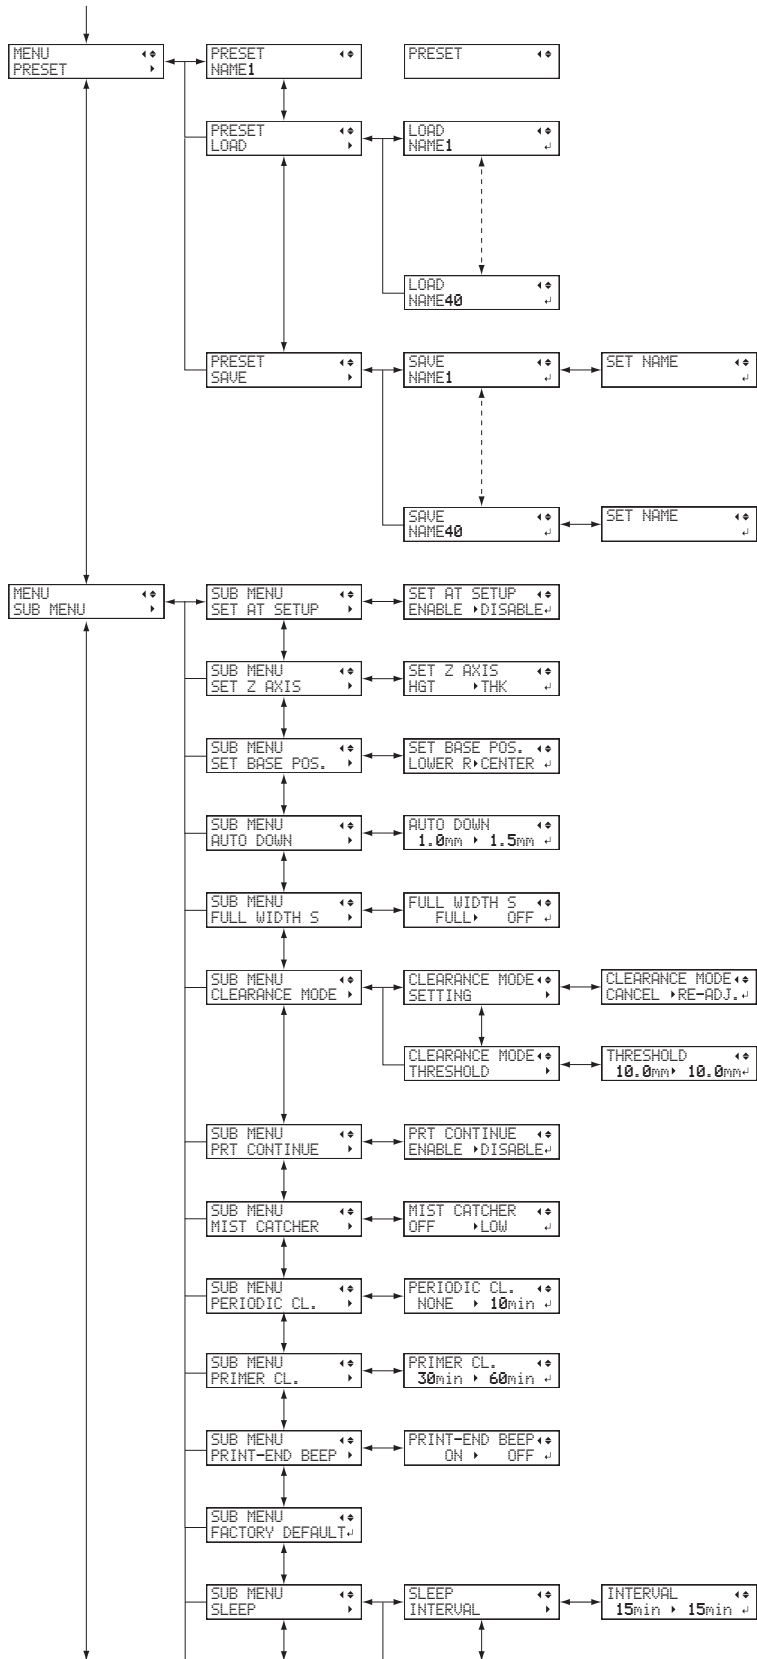 MENU
PRESET
PRESET
NAME1
PRESET
PRESET
LOAD
LOAD
NAME1
LOAD
NAME40
PRESET
SAVE
SAVE
NAME1
SET NAME
SAVE
NAME40
SET NAME
MENU
SUB MENU
SUB MENU
SET AT SETUP
SET AT SETUP
ENABLE DISABLE
SUB MENU
SET Z AXIS
SET Z AXIS
HGT THK
SUB MENU
SET BASE POS.
SET BASE POS.
LOWER R CENTER
SUB MENU
AUTO DOWN
AUTO DOWN
1.0mm 1.5mm
SUB MENU
FULL WIDTH S
FULL WIDTH S
FULL OFF
SUB MENU
CLEARANCE MODE
CLEARANCE MODE
SETTING
CLEARANCE MODE
CANCEL RE-ADJ.
CLEARANCE MODE
THRESHOLD
THRESHOLD
10.0mm 10.0mm
SUB MENU
PRT CONTINUE
PRT CONTINUE
ENABLE DISABLE
SUB MENU
MIST CATCHER
MIST CATCHER
OFF LOW
SUB MENU
PERIODIC CL.
PERIODIC CL.
NONE 10min
SUB MENU
PRIMER CL.
PRIMER CL.
30min 60min
SUB MENU
PRINT-END BEEP
PRINT-END BEEP
ON OFF
SUB MENU
FACTORY DEFAULT
SUB MENU
SLEEP
SLEEP
INTERVAL
INTERVAL
15min 15min